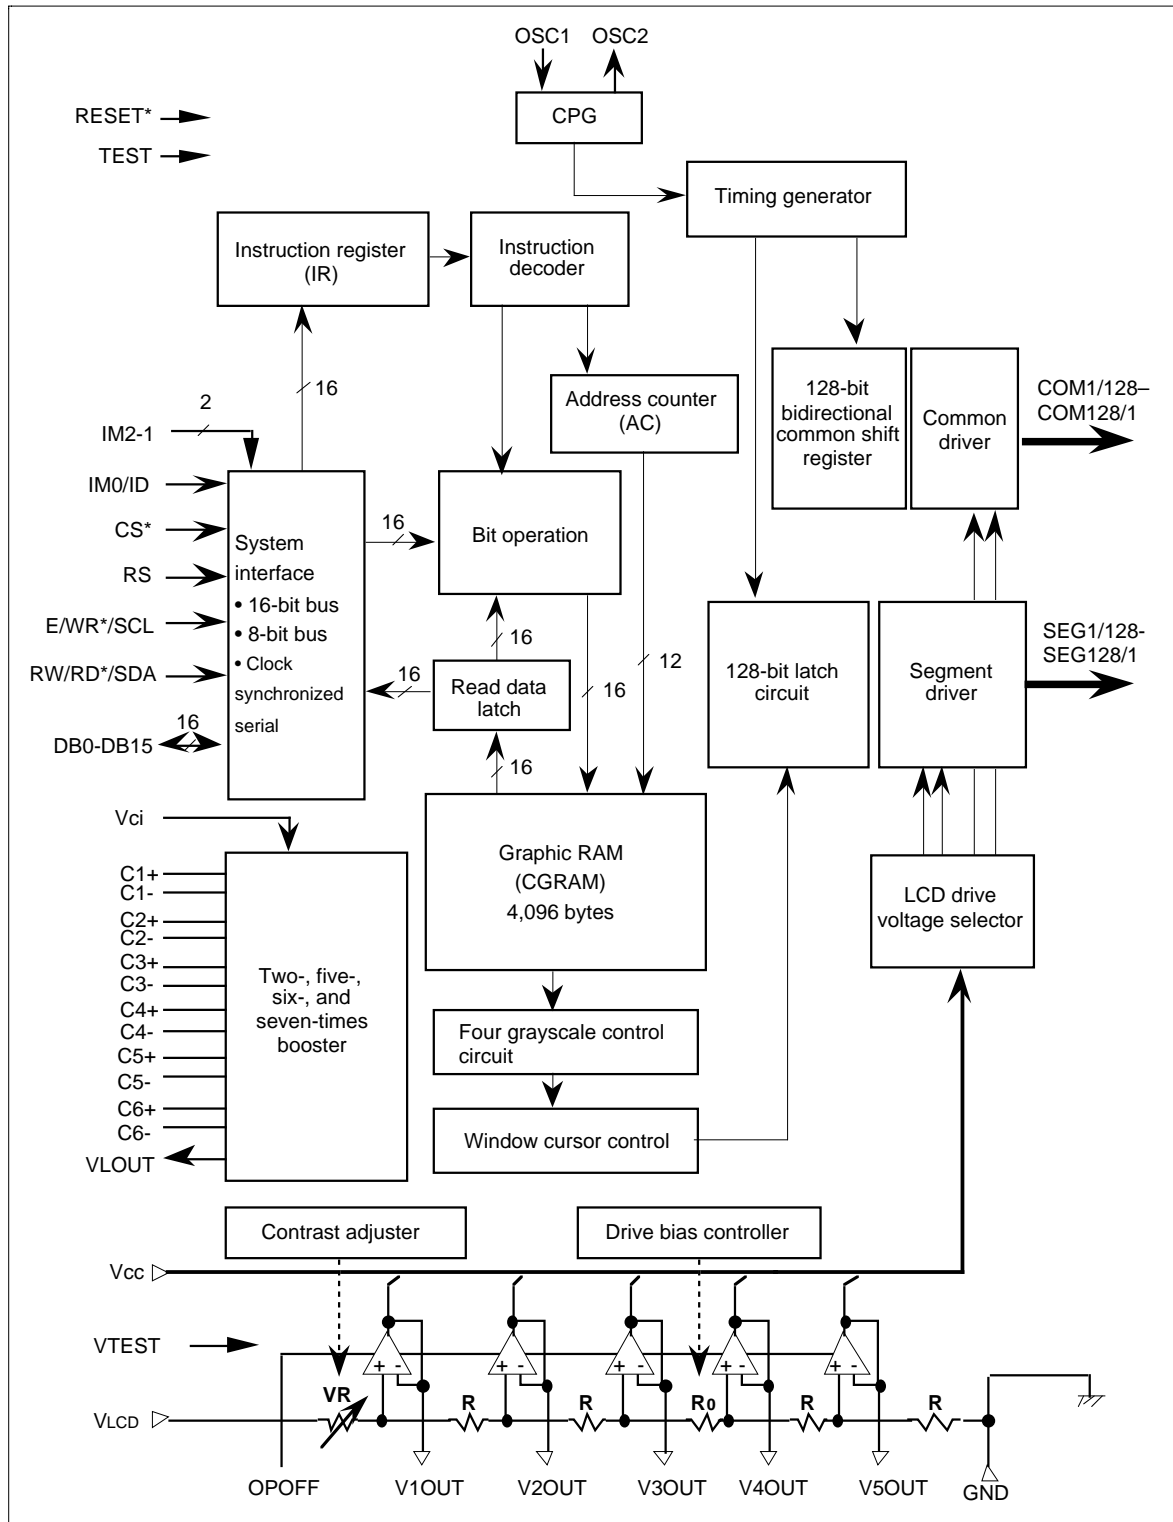 OSC1 OSC2
RESET*
CPG
TEST
Timing generator
Instruction register
(IR)
Instruction
decoder
16
128-bit
bidirectional
common shift
register
Common
driver
COM1/128–
COM128/1
Address counter
(AC)
2
IM2-1
IM0/ID
CS*
RS
E/WR*/SCL
RW/RD*/SDA
16
DB0-DB15
System
interface
• 16-bit bus
• 8-bit bus
• Clock
synchronized
serial
16
Bit operation
16
16
Read data
latch
16
16
12
128-bit latch
circuit
Segment
driver
SEG1/128-
SEG128/1
Vci
C1+
C1-
C2+
C2-
C3+
C3-
C4+
C4-
C5+
C5-
C6+
C6-
VLOUT
Two-, five-,
six-, and
seven-times
booster
Graphic RAM
(CGRAM)
4,096 bytes
LCD drive
voltage selector
Four grayscale control
circuit
Window cursor control
Contrast adjuster
Drive bias controller
Vcc
VTEST
+ - + - + - + - + -
VR R R R0 R R
VLCD
OPOFF V1OUT V2OUT V3OUT V4OUT V5OUT GND